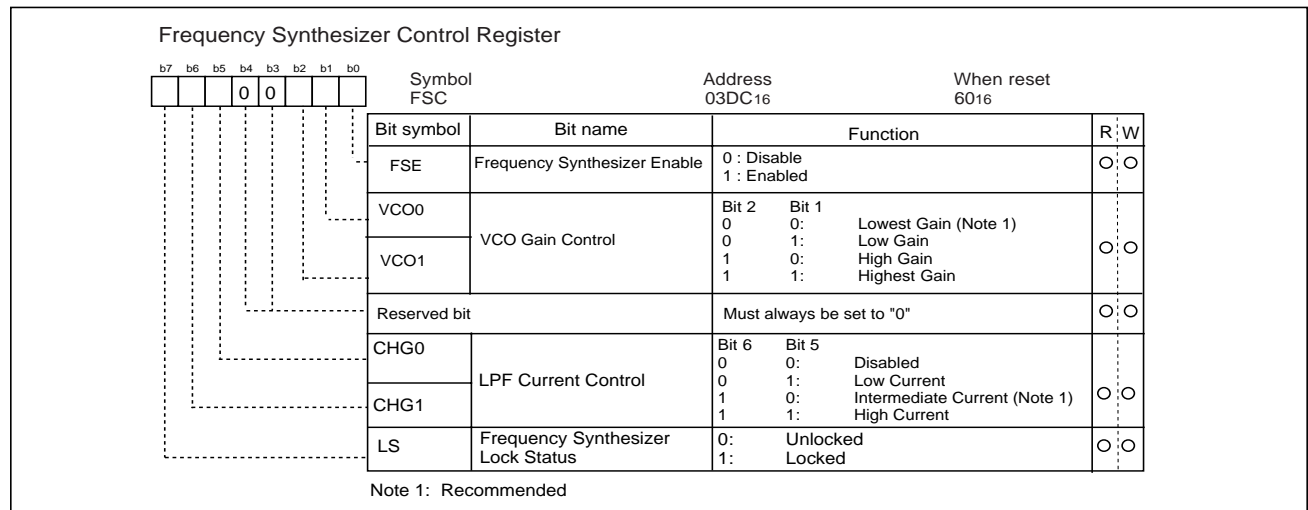 Frequency Synthesizer Control Register
b7 b6 b5 b4 b3 b2 b1 b0
0 0
Symbol Address When reset
FSC 03DC16 6016
Bit symbol Bit name Function R W
FSE Frequency Synthesizer Enable 0 : Disable
1 : Enabled
O O
VCO0
VCO1
VCO Gain Control
Bit 2 Bit 1
0 0: Lowest Gain (Note 1)
0 1: Low Gain
1 0: High Gain
1 1: Highest Gain
O O
Reserved bit Must always be set to "0" O O
CHG0
CHG1
LPF Current Control
Bit 6 Bit 5
0 0: Disabled
0 1: Low Current
1 0: Intermediate Current (Note 1)
1 1: High Current
O O
LS
Frequency Synthesizer
Lock Status
0: Unlocked
1: Locked
O O
Note 1: Recommended